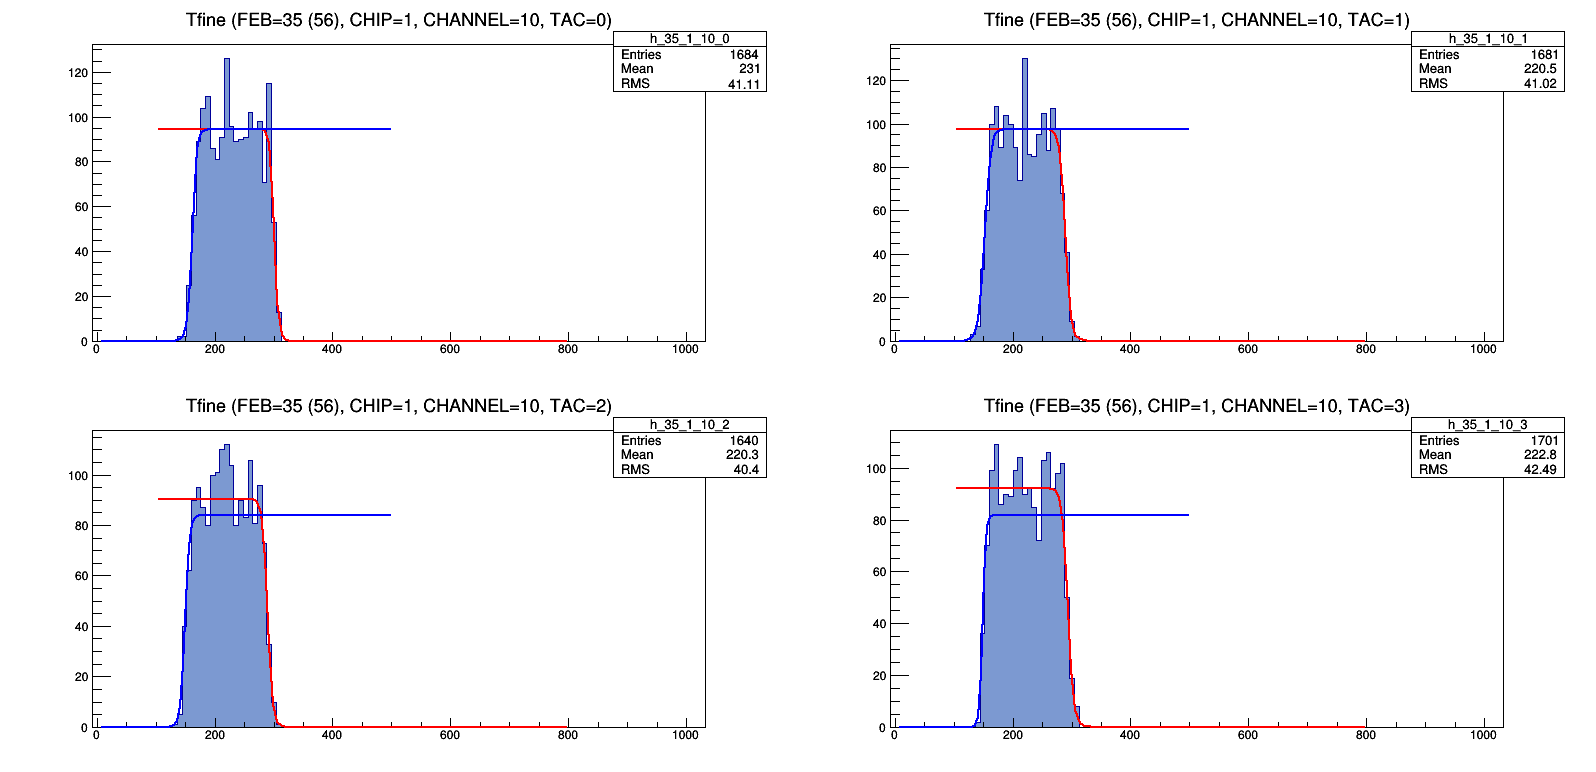 Tfine (FEB=35 (56), CHIP=1, CHANNEL=10, TAC=0)
h_35_1_10_0
Entries 1684
Mean 231
RMS 41.11
120
100
80
60
40
20
0
0 200 400 600 800 1000
Tfine (FEB=35 (56), CHIP=1, CHANNEL=10, TAC=1)
h_35_1_10_1
Entries 1681
Mean 220.5
RMS 41.02
120
100
80
60
40
20
0
0 200 400 600 800 1000
Tfine (FEB=35 (56), CHIP=1, CHANNEL=10, TAC=2)
h_35_1_10_2
Entries 1640
Mean 220.3
RMS 40.4
100
80
60
40
20
0
0 200 400 600 800 1000
Tfine (FEB=35 (56), CHIP=1, CHANNEL=10, TAC=3)
h_35_1_10_3
Entries 1701
Mean 222.8
RMS 42.49
100
80
60
40
20
0
0 200 400 600 800 1000